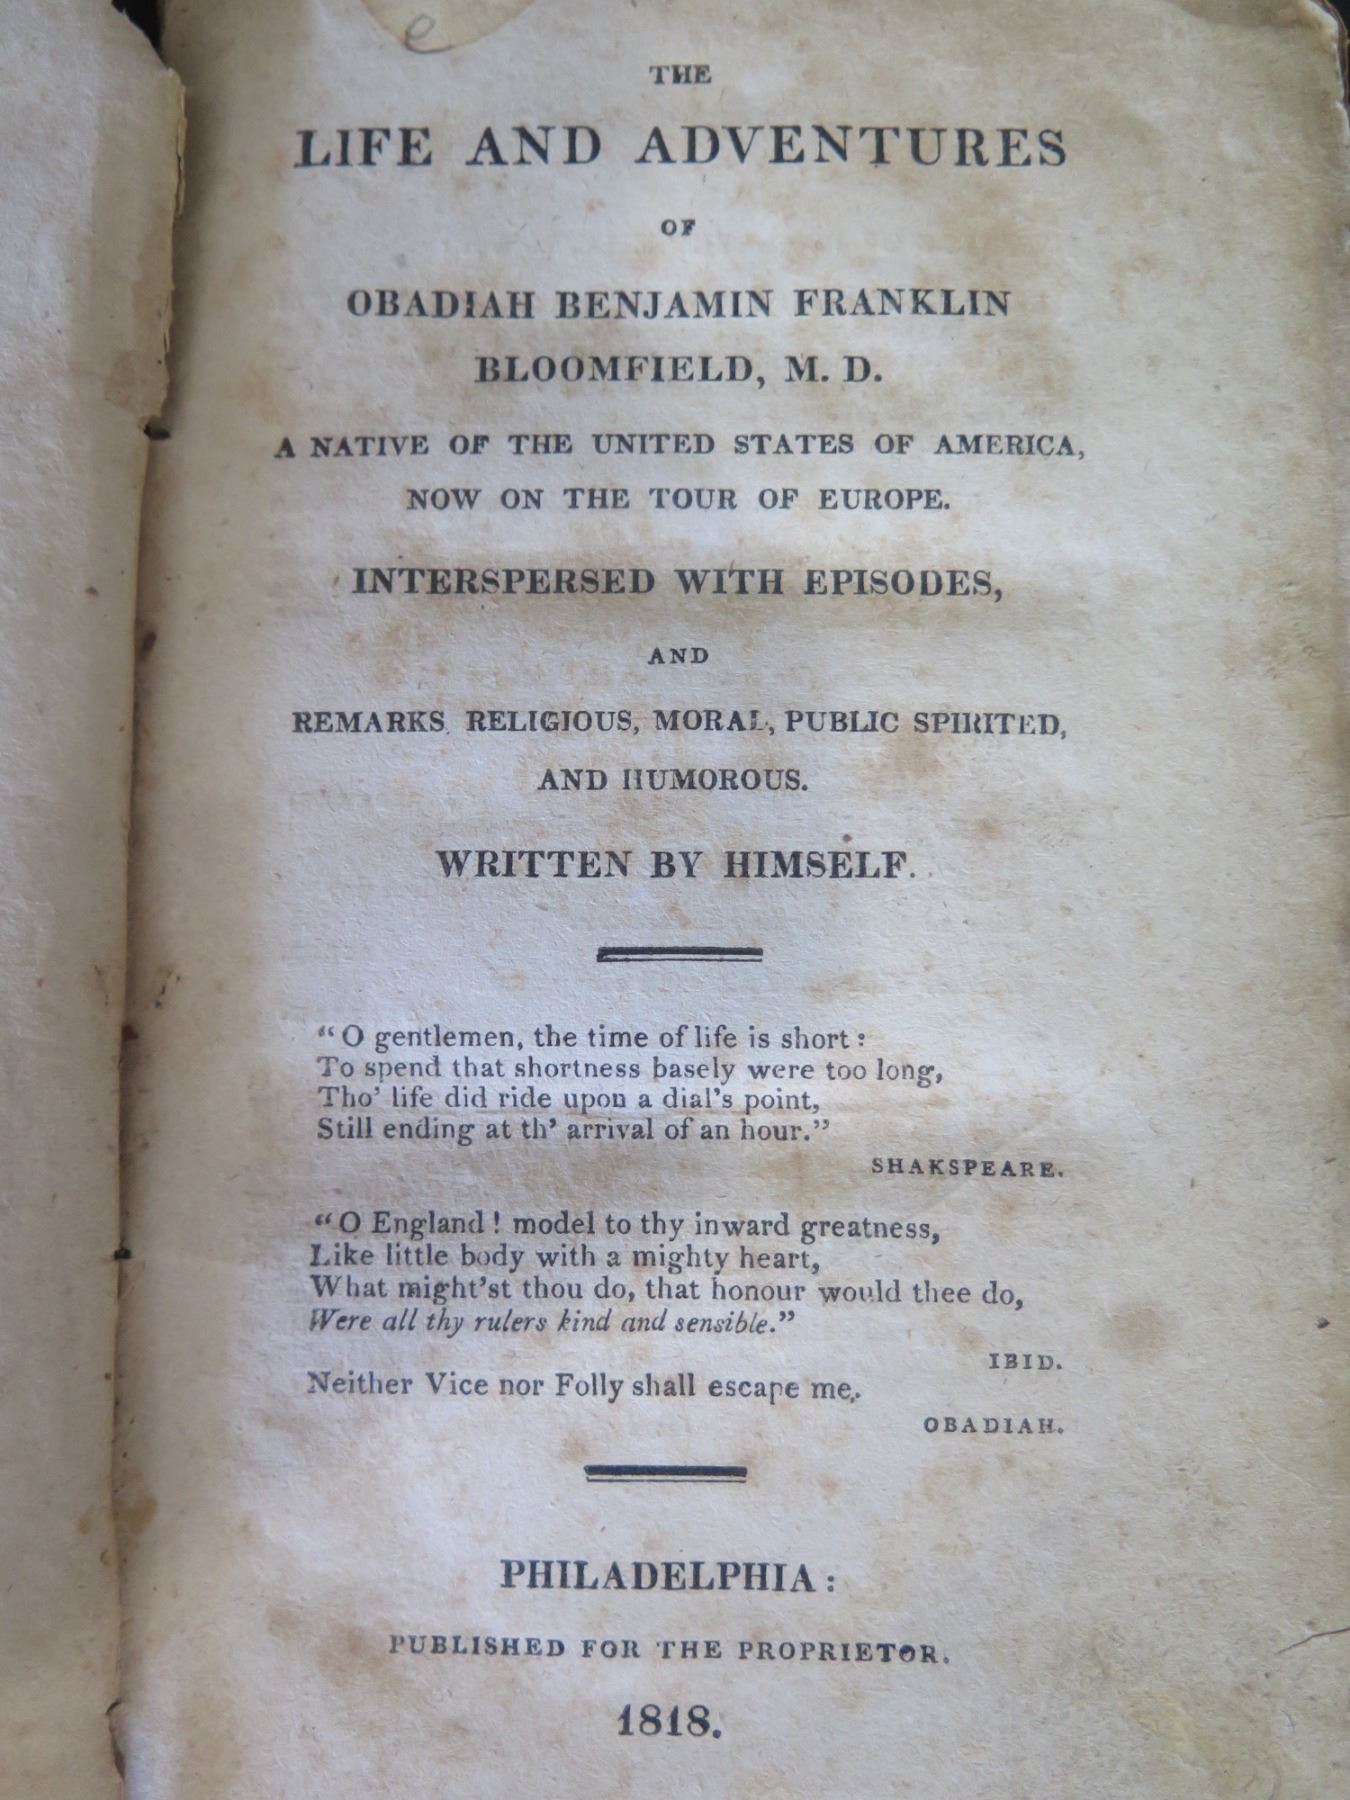 e
THE
LIFE AND ADVENTURES
OF
OBADIAH BENJAMIN FRANKLIN
BLOOMFIELD, M. D.
A NATIVE OF THE UNITED STATES OF AMERICA,
NOW ON THE TOUR OF EUROPE.
INTERSPERSED WITH EPISODES,
AND
REMARKS, RELIGIOUS, MORAL, PUBLIC SPIRITED,
AND HUMOROUS.
WRITTEN BY HIMSELF.
“O gentlemen, the time of life is short:
To spend that shortness basely were too long,
Tho’ life did ride upon a dial’s point,
Still ending at th’ arrival of an hour.”
SHAKSPEARE.
“O England! model to thy inward greatness,
Like little body with a mighty heart,
What might'st thou do, that honour would thee do,
Were all thy rulers kind and sensible.”
IBID.
Neither Vice nor Folly shall escape me.
OBADIAH.
PHILADELPHIA:
PUBLISHED FOR THE PROPRIETOR.
1818.